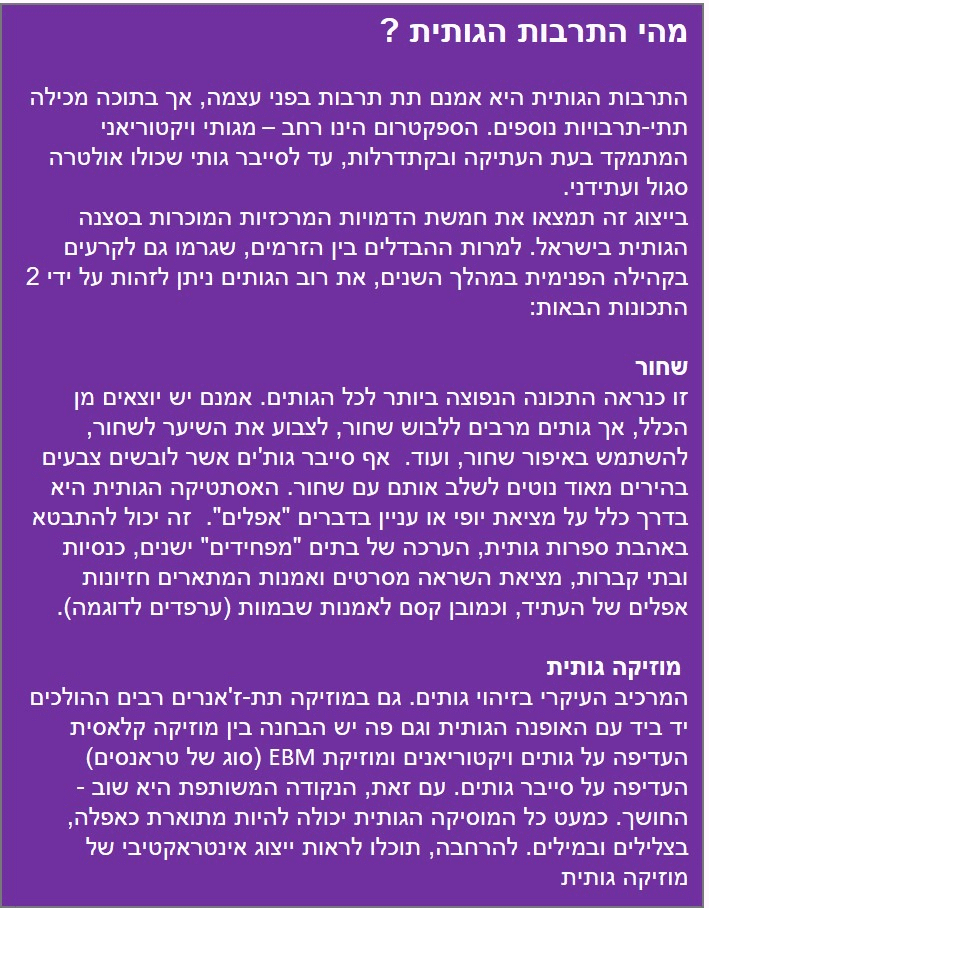 מהי התרבות הגותית ?
התרבות הגותית היא אמנם תת תרבות בפני עצמה, אך בתוכה מכילה
תתי-תרבויות נוספים. הספקטרום הינו רחב – מגותי ויקטוריאני
המתמקד בעת העתיקה ובקתדרלות, עד לסייבר גותי שכולו אולטרה
סגול ועתידני.
בייצוג זה תמצאו את חמשת הדמויות המרכזיות המוכרות בסצנה
הגותית בישראל. למרות ההבדלים בין הזרמים, שגרמו גם לקרעים
בקהילה הפנימית במהלך השנים, את רוב הגותים ניתן לזהות על ידי 2
התכונות הבאות:
שחור
זו כנראה התכונה הנפוצה ביותר לכל הגותים. אמנם יש יוצאים מן
הכלל, אך גותים מרבים ללבוש שחור, לצבוע את השיער לשחור,
להשתמש באיפור שחור, ועוד.  אף סייבר גות'ים אשר לובשים צבעים
בהירים מאוד נוטים לשלב אותם עם שחור. האסתטיקה הגותית היא
בדרך כלל על מציאת יופי או עניין בדברים "אפלים".  זה יכול להתבטא
באהבת ספרות גותית, הערכה של בתים "מפחידים" ישנים, כנסיות
ובתי קברות, מציאת השראה מסרטים ואמנות המתארים חזיונות
אפלים של העתיד, וכמובן קסם לאמנות שבמוות (ערפדים לדוגמה).
מוזיקה גותית
המרכיב העיקרי בזיהוי גותים. גם במוזיקה תת-ז'אנרים רבים ההולכים
יד ביד עם האופנה הגותית וגם פה יש הבחנה בין מוזיקה קלאסית
העדיפה על גותים ויקטוריאנים ומוזיקת EBM (סוג של טראנסים)
העדיפה על סייבר גותים. עם זאת, הנקודה המשותפת היא שוב -
החושך. כמעט כל המוסיקה הגותית יכולה להיות מתוארת כאפלה,
בצלילים ובמילים. להרחבה, תוכלו לראות ייצוג אינטראקטיבי של
מוזיקה גותית